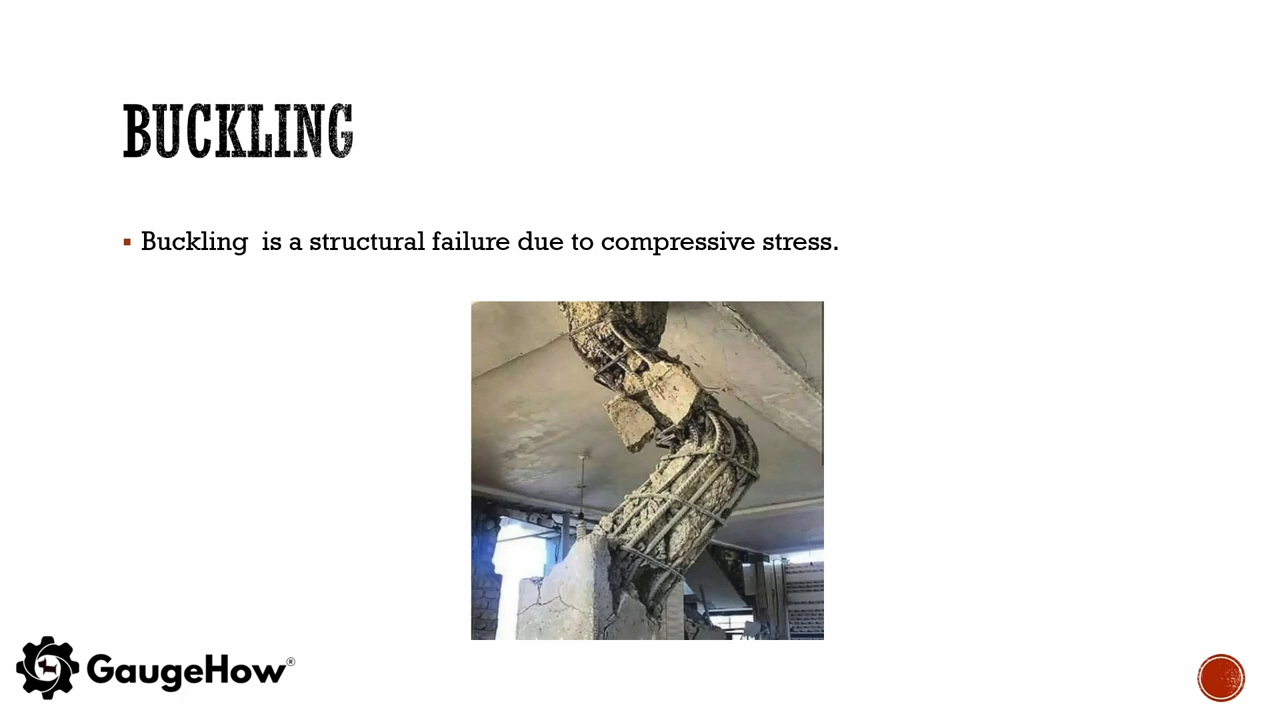 BUCKLING
▪ Buckling  is a structural failure due to compressive stress.
GaugeHow®